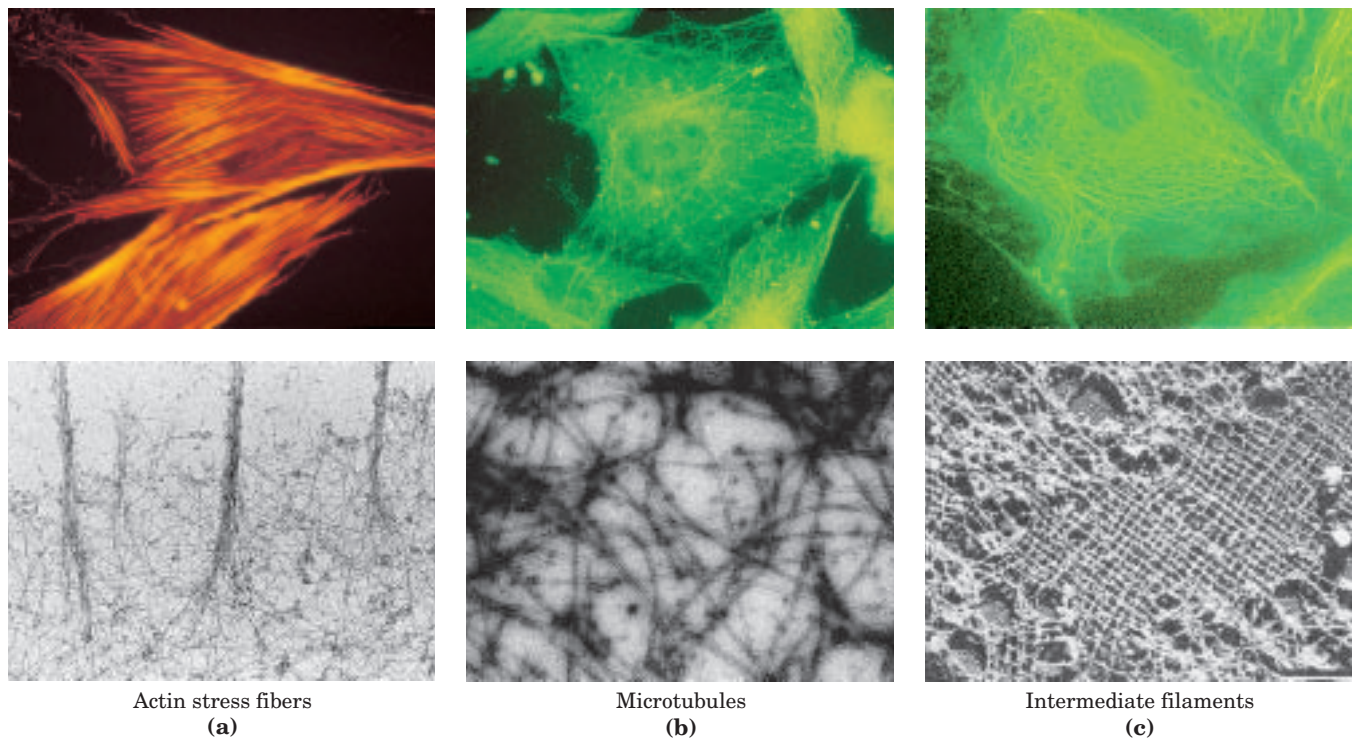 Actin stress fibers
(a)
Microtubules
(b)
Intermediate filaments
(c)